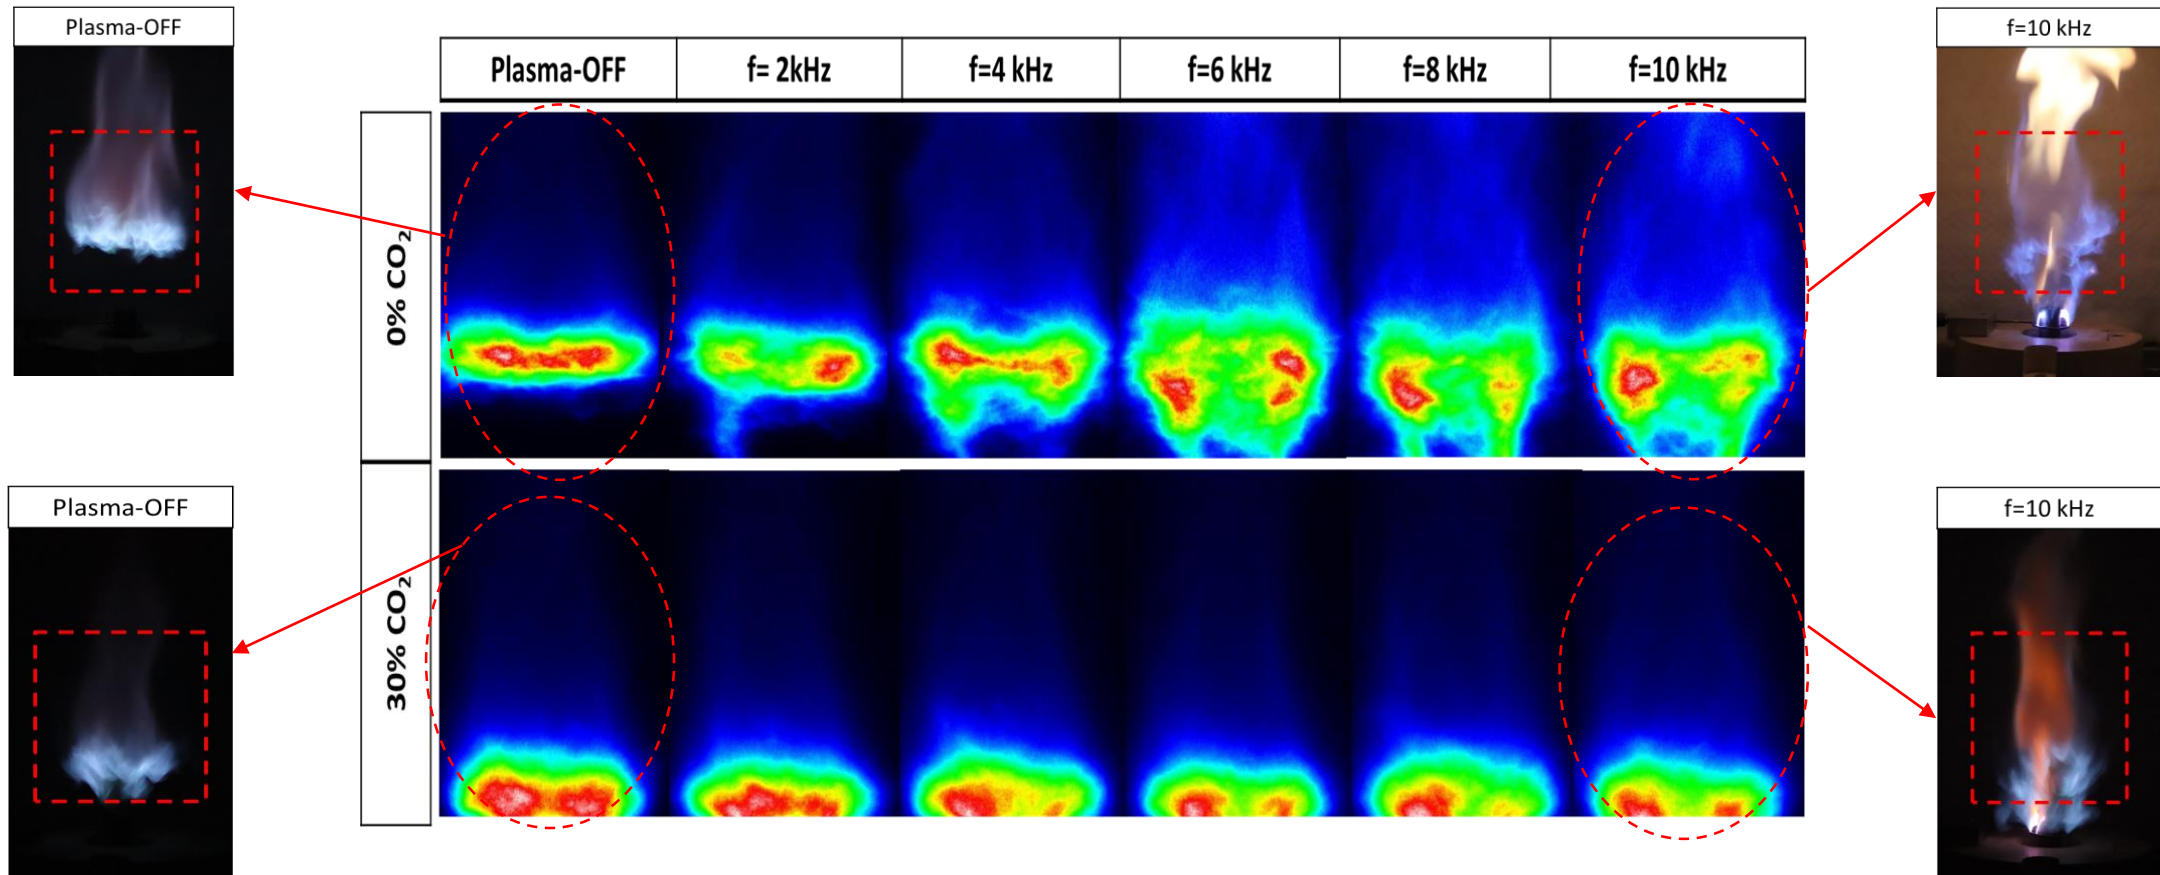 Plasma-OFF
f=10 kHz
Plasma-OFF
f= 2kHz
f=4 kHz
f=6 kHz
f=8 kHz
f=10 kHz
0% CO₂
30% CO₂
Plasma-OFF
f=10 kHz